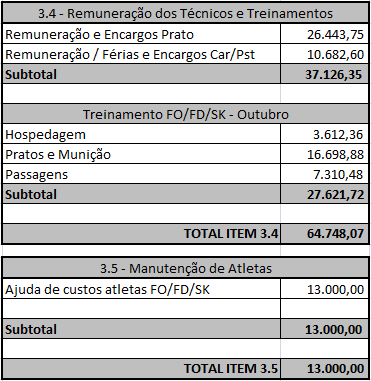 3.4 - Remuneração dos Técnicos e Treinamentos
Remuneração e Encargos Prato 26.443,75
Remuneração / Férias e Encargos Car/Pst 10.682,60
Subtotal 37.126,35
Treinamento FO/FD/SK - Outubro
Hospedagem 3.612,36
Pratos e Munição 16.698,88
Passagens 7.310,48
Subtotal 27.621,72
TOTAL ITEM 3.4 64.748,07
3.5 - Manutenção de Atletas
Ajuda de custos atletas FO/FD/SK 13.000,00
Subtotal 13.000,00
TOTAL ITEM 3.5 13.000,00